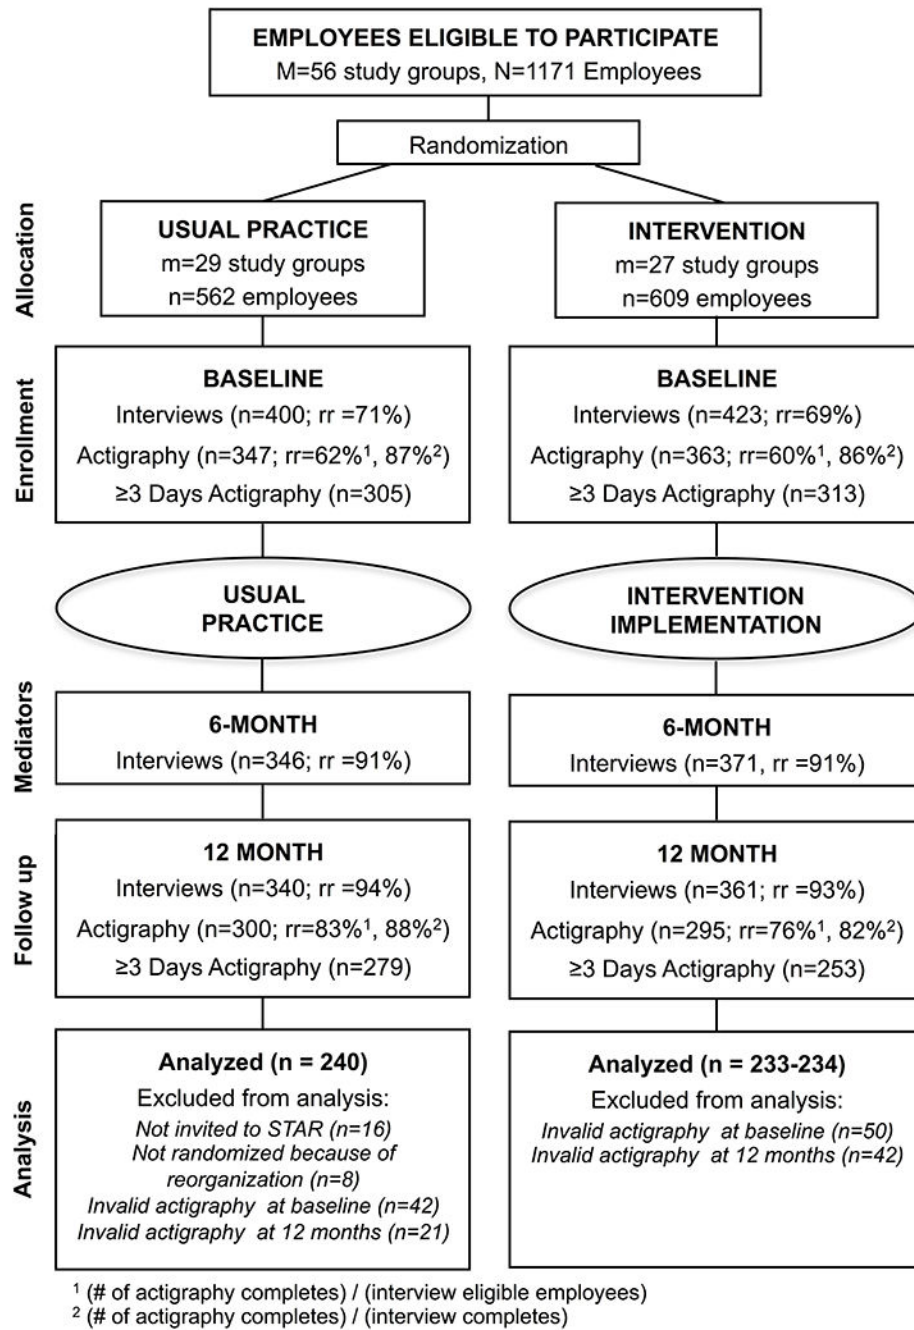 EMPLOYEES ELIGIBLE TO PARTICIPATE
M=56 study groups, N=1171 Employees
Randomization
Allocation
USUAL PRACTICE
m=29 study groups
n=562 employees
INTERVENTION
m=27 study groups
n=609 employees
Enrollment
BASELINE
Interviews (n=400; rr =71%)
Actigraphy (n=347; rr=62%¹, 87%²)
≥3 Days Actigraphy (n=305)
BASELINE
Interviews (n=423; rr=69%)
Actigraphy (n=363; rr=60%¹, 86%²)
≥3 Days Actigraphy (n=313)
USUAL
PRACTICE
INTERVENTION
IMPLEMENTATION
Mediators
6-MONTH
Interviews (n=346; rr =91%)
6-MONTH
Interviews (n=371, rr =91%)
Follow up
12 MONTH
Interviews (n=340; rr =94%)
Actigraphy (n=300; rr=83%¹, 88%²)
≥3 Days Actigraphy (n=279)
12 MONTH
Interviews (n=361; rr =93%)
Actigraphy (n=295; rr=76%¹, 82%²)
≥3 Days Actigraphy (n=253)
Analysis
Analyzed (n = 240)
Excluded from analysis:
Not invited to STAR (n=16)
Not randomized because of
reorganization (n=8)
Invalid actigraphy at baseline (n=42)
Invalid actigraphy at 12 months (n=21)
Analyzed (n = 233-234)
Excluded from analysis:
Invalid actigraphy at baseline (n=50)
Invalid actigraphy at 12 months (n=42)
¹ (# of actigraphy completes) / (interview eligible employees)
² (# of actigraphy completes) / (interview completes)